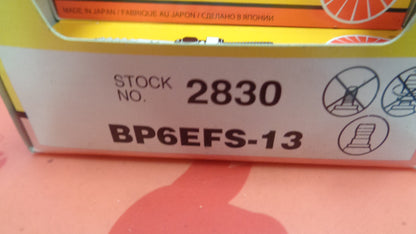 MADE IN JAPAN / FABRIQUE AU JAPON / СДЕЛАНО В ЯПОНИИ
STOCK NO. 2830
BP6EFS-13